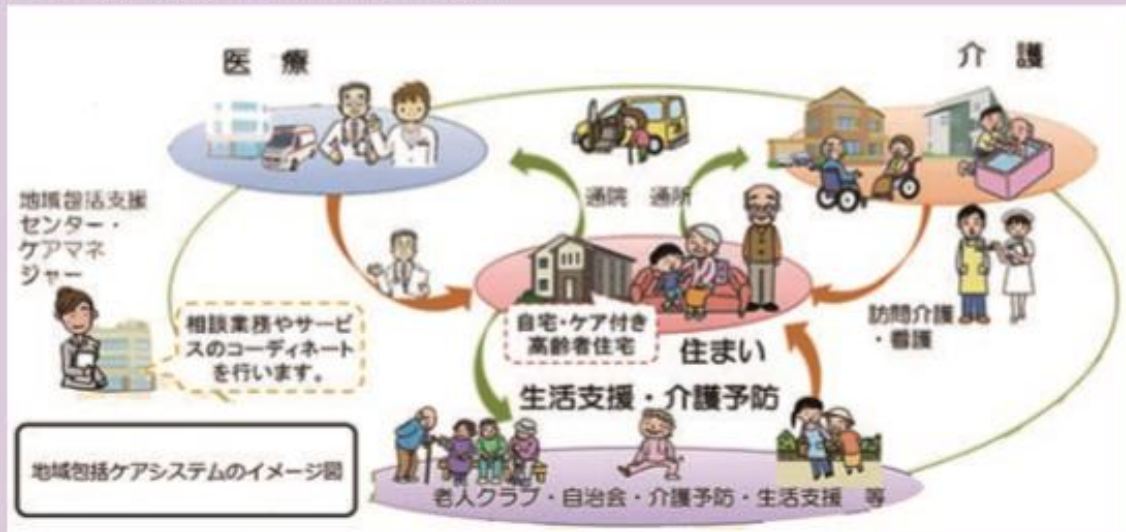 医 療
介 護
地域包括支援
センター・
ケアマネ
ジャー
通院 通所
相談業務やサービ
スのコーディネート
を行います。
自宅・ケア付き
高齢者住宅
住まい
訪問介護
・看護
生活支援・介護予防
地域包括ケアシステムのイメージ図
老人クラブ・自治会・介護予防・生活支援 等